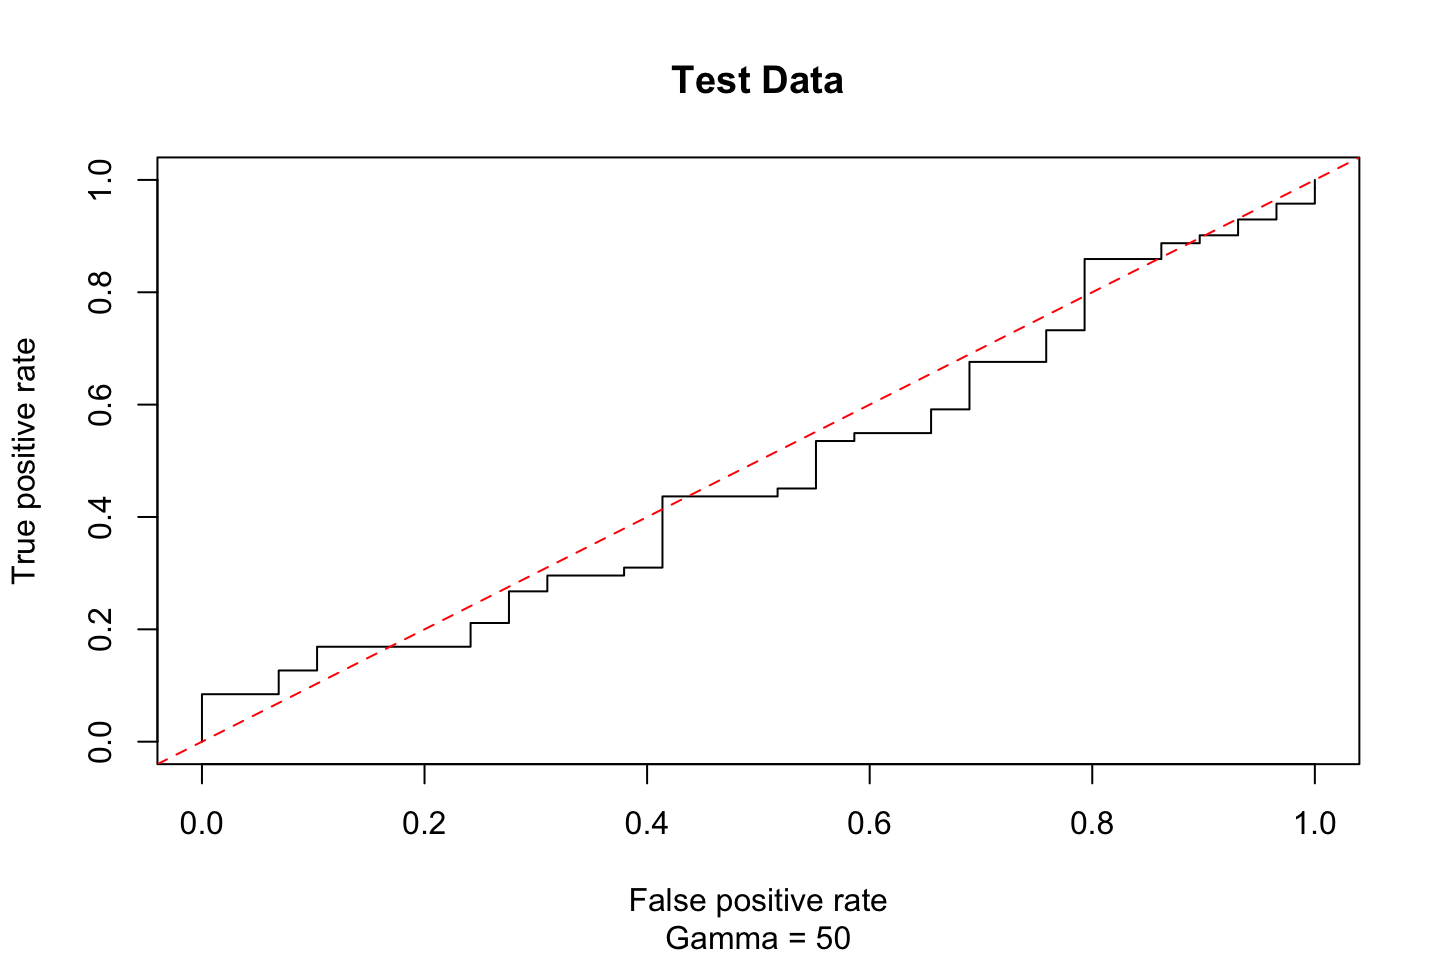 Test Data
True positive rate
1.0
0.8
0.6
0.4
0.2
0.0
0.0 0.2 0.4 0.6 0.8 1.0
False positive rate
Gamma = 50